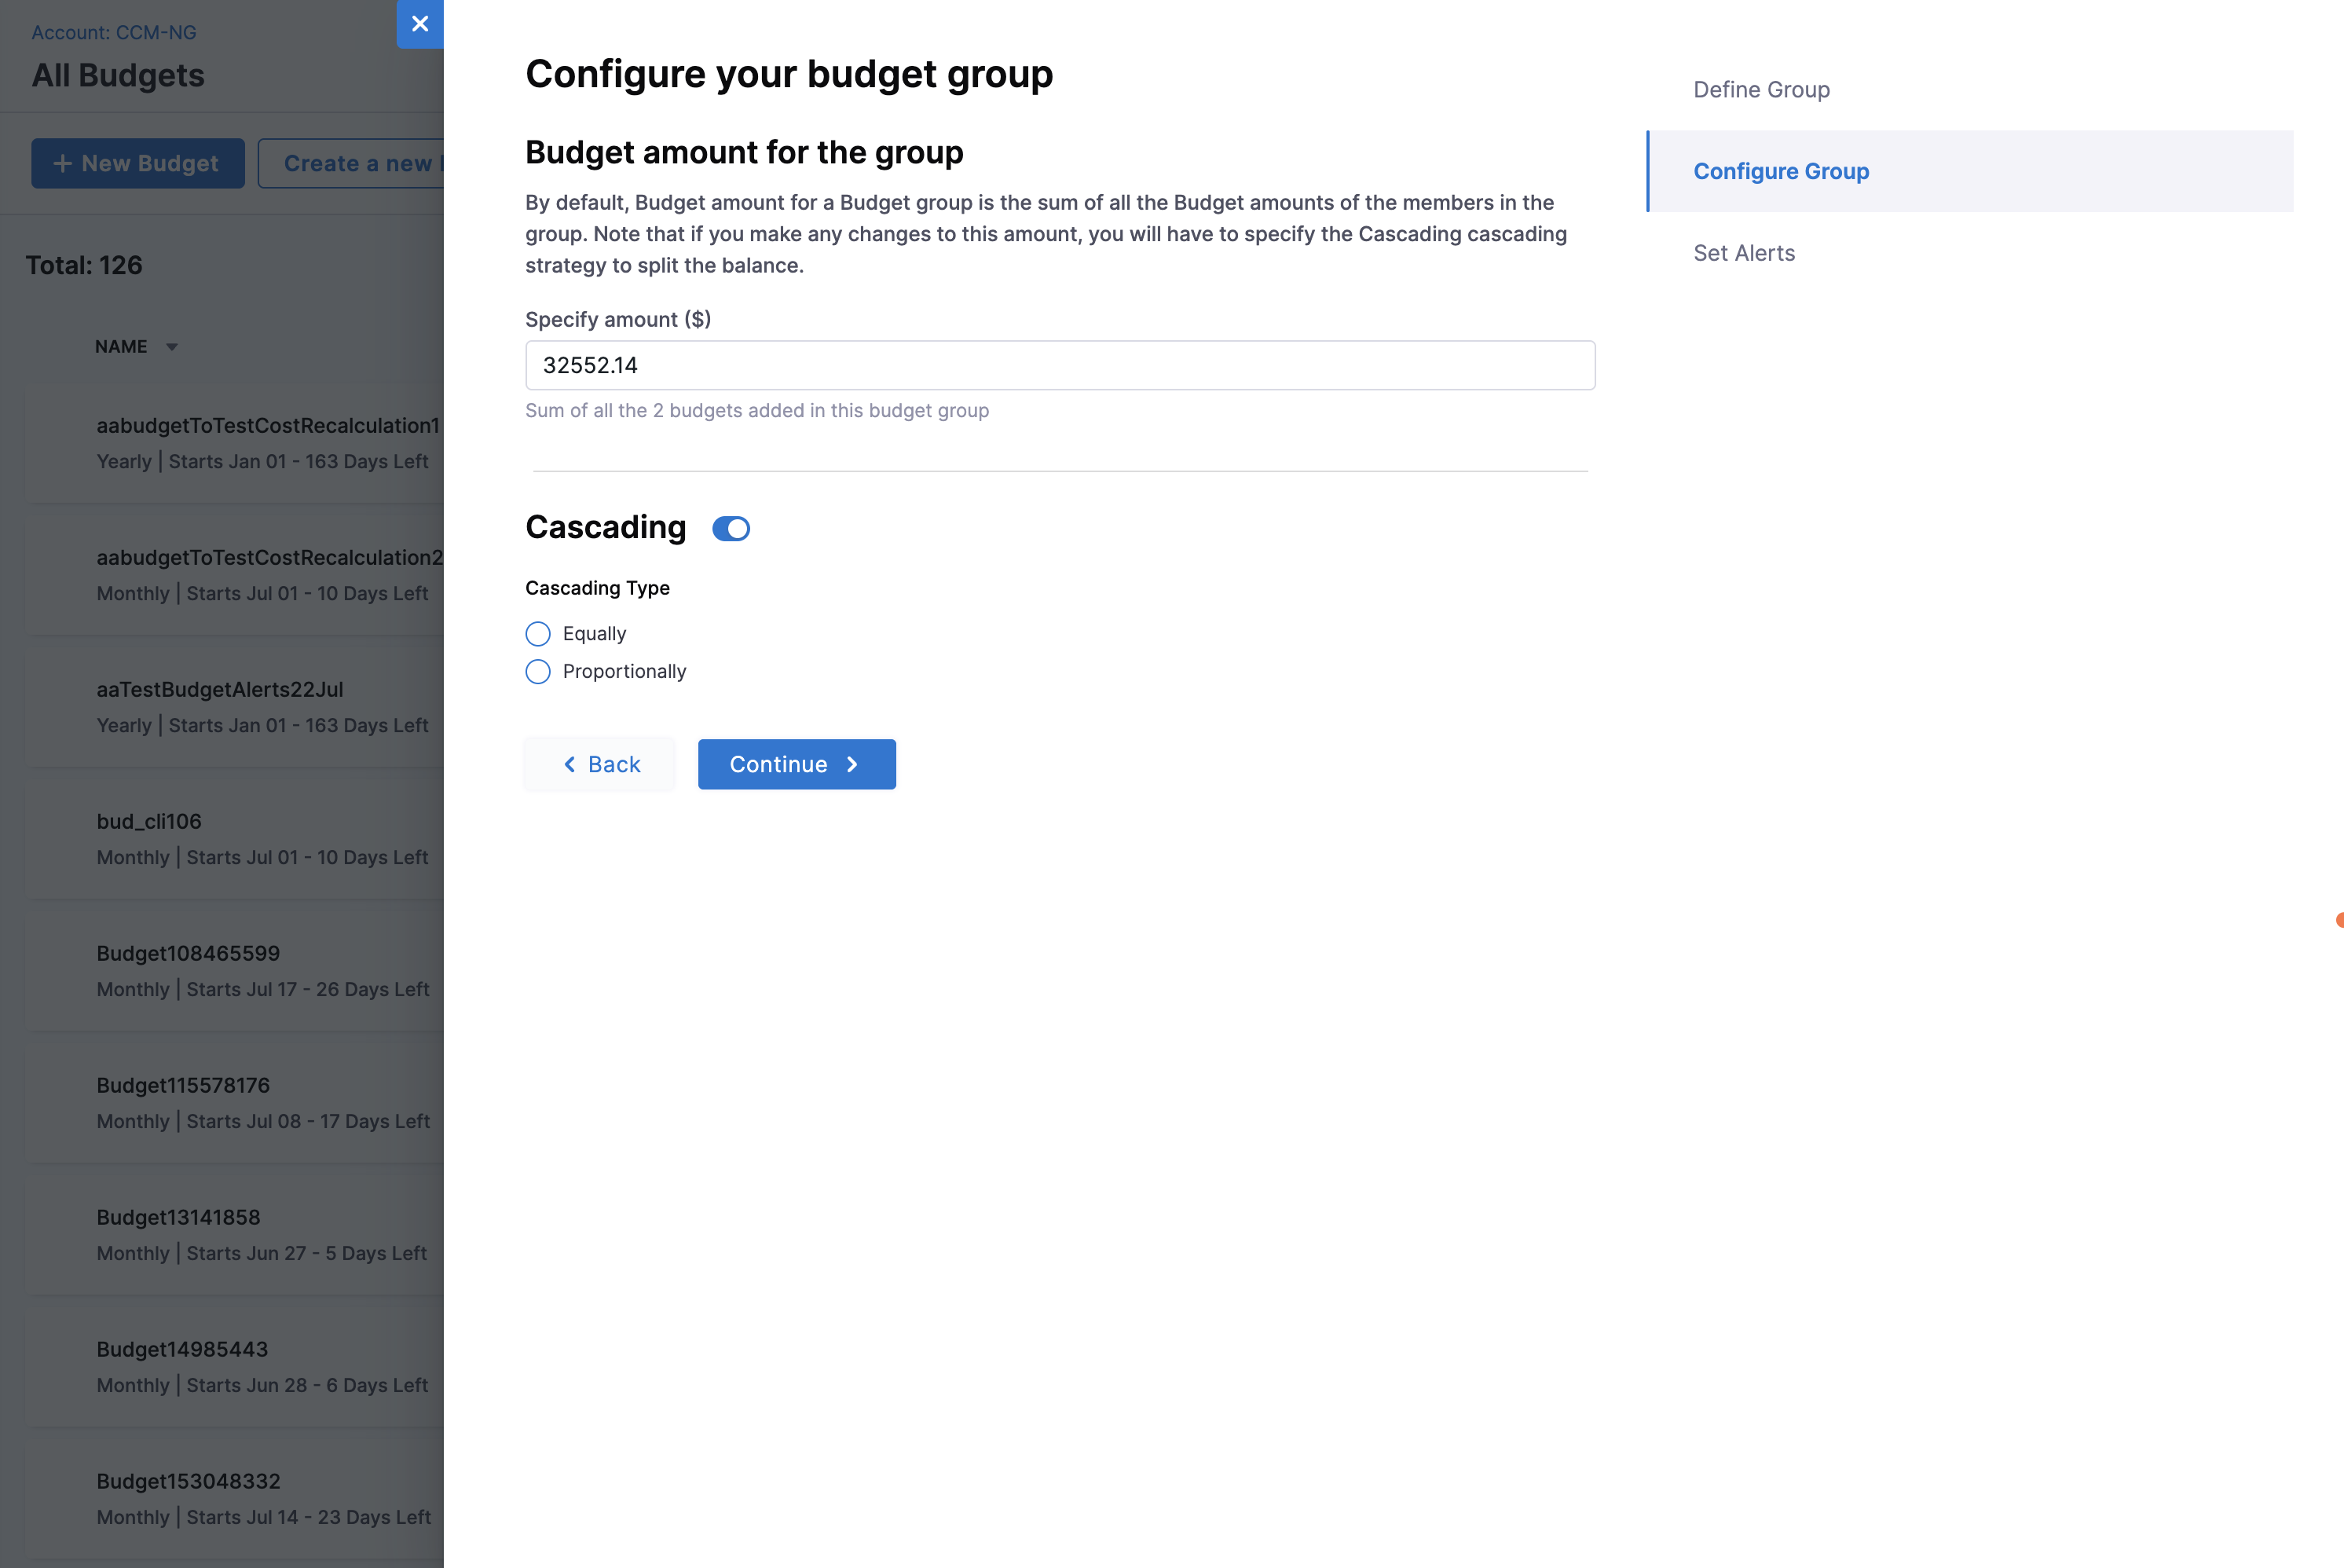 Account: CCM-NG
All Budgets
+ New Budget
Create a new
Total: 126
NAME
aabudgetToTestCostRecalculation1
Yearly | Starts Jan 01 - 163 Days Left
aabudgetToTestCostRecalculation2
Monthly | Starts Jul 01 - 10 Days Left
aaTestBudgetAlerts22Jul
Yearly | Starts Jan 01 - 163 Days Left
bud_cli106
Monthly | Starts Jul 01 - 10 Days Left
Budget108465599
Monthly | Starts Jul 17 - 26 Days Left
Budget115578176
Monthly | Starts Jul 08 - 17 Days Left
Budget13141858
Monthly | Starts Jun 27 - 5 Days Left
Budget14985443
Monthly | Starts Jun 28 - 6 Days Left
Budget153048332
Monthly | Starts Jul 14 - 23 Days Left
Configure your budget group
Budget amount for the group
By default, Budget amount for a Budget group is the sum of all the Budget amounts of the members in the
group. Note that if you make any changes to this amount, you will have to specify the Cascading cascading
strategy to split the balance.
Specify amount ($)
32552.14
Sum of all the 2 budgets added in this budget group
Cascading
Cascading Type
Equally
Proportionally
Back
Continue
Define Group
Configure Group
Set Alerts